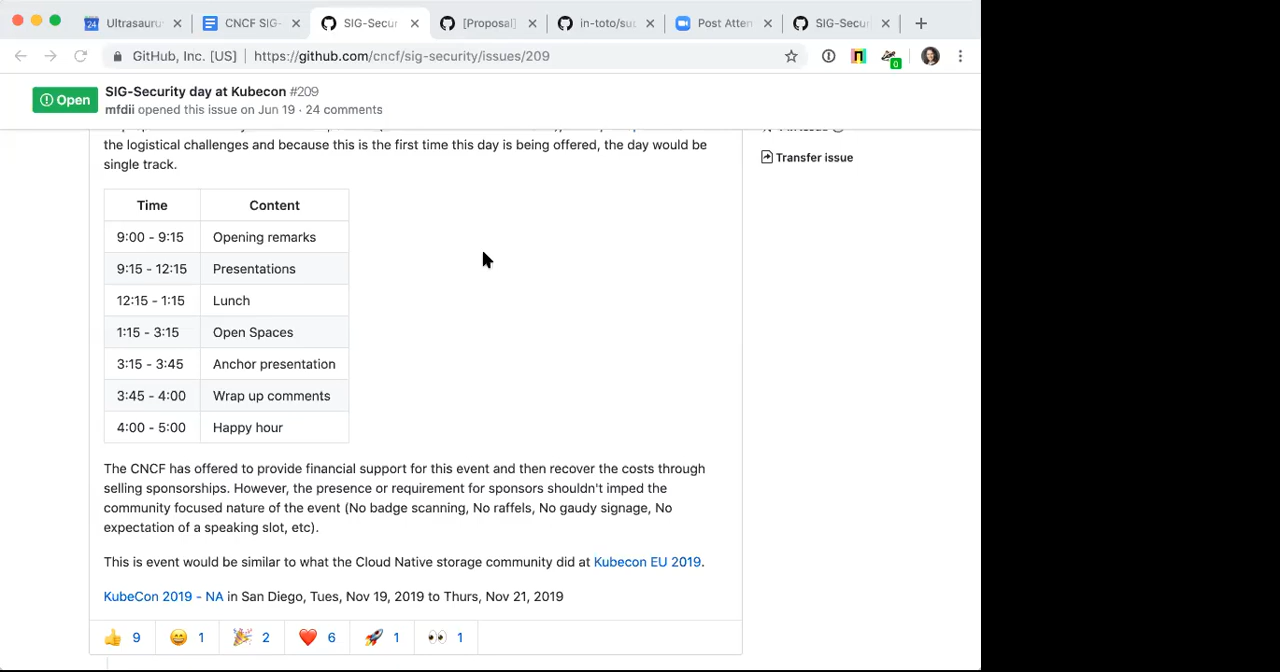 24 Ultrasauru
CNCF SIG-
SIG-Secur
[Proposal]
in-toto/su
Post Atten
SIG-Secur
GitHub, Inc. [US] | https://github.com/cncf/sig-security/issues/209
0
Open
SIG-Security day at Kubecon #209
mfdii opened this issue on Jun 19 · 24 comments
the logistical challenges and because this is the first time this day is being offered, the day would be
single track.
Transfer issue
Time Content
9:00 - 9:15 Opening remarks
9:15 - 12:15 Presentations
12:15 - 1:15 Lunch
1:15 - 3:15 Open Spaces
3:15 - 3:45 Anchor presentation
3:45 - 4:00 Wrap up comments
4:00 - 5:00 Happy hour
The CNCF has offered to provide financial support for this event and then recover the costs through
selling sponsorships. However, the presence or requirement for sponsors shouldn't imped the
community focused nature of the event (No badge scanning, No raffels, No gaudy signage, No
expectation of a speaking slot, etc).
This is event would be similar to what the Cloud Native storage community did at Kubecon EU 2019.
KubeCon 2019 - NA in San Diego, Tues, Nov 19, 2019 to Thurs, Nov 21, 2019
9 1 2 6 1 1